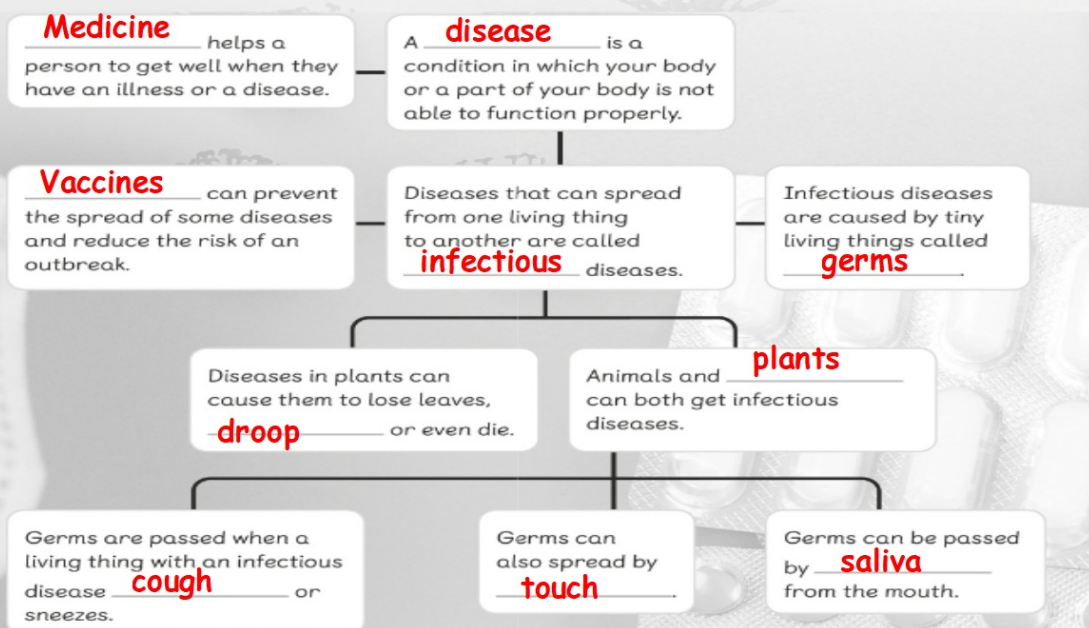 Medicine helps a
person to get well when they
have an illness or a disease.
A disease is a
condition in which your body
or a part of your body is not
able to function properly.
Vaccines can prevent
the spread of some diseases
and reduce the risk of an
outbreak.
Diseases that can spread
from one living thing
to another are called
infectious diseases.
Infectious diseases
are caused by tiny
living things called
germs.
Diseases in plants can
cause them to lose leaves,
droop or even die.
Animals and plants
can both get infectious
diseases.
Germs are passed when a
living thing with an infectious
disease cough or
sneezes.
Germs can
also spread by
touch.
Germs can be passed
by saliva
from the mouth.